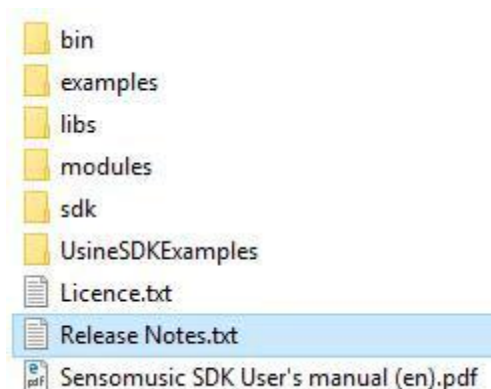 bin
examples
libs
modules
sdk
UsineSDKExamples
Licence.txt
Release Notes.txt
Sensomusic SDK User's manual (en).pdf